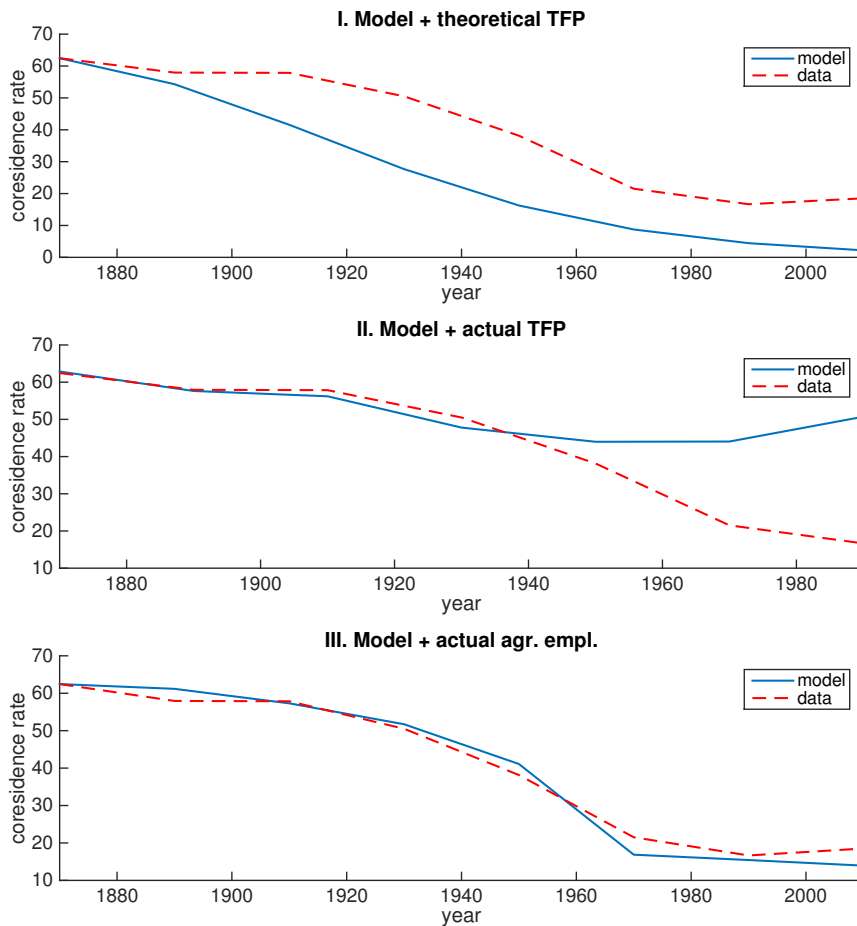 I. Model + theoretical TFP
70
60
50
40
30
20
10
0
coresidence rate
model
data
1880 1900 1920 1940 1960 1980 2000
year
II. Model + actual TFP
70
60
50
40
30
20
10
coresidence rate
model
data
1880 1900 1920 1940 1960 1980
year
III. Model + actual agr. empl.
70
60
50
40
30
20
10
coresidence rate
model
data
1880 1900 1920 1940 1960 1980 2000
year